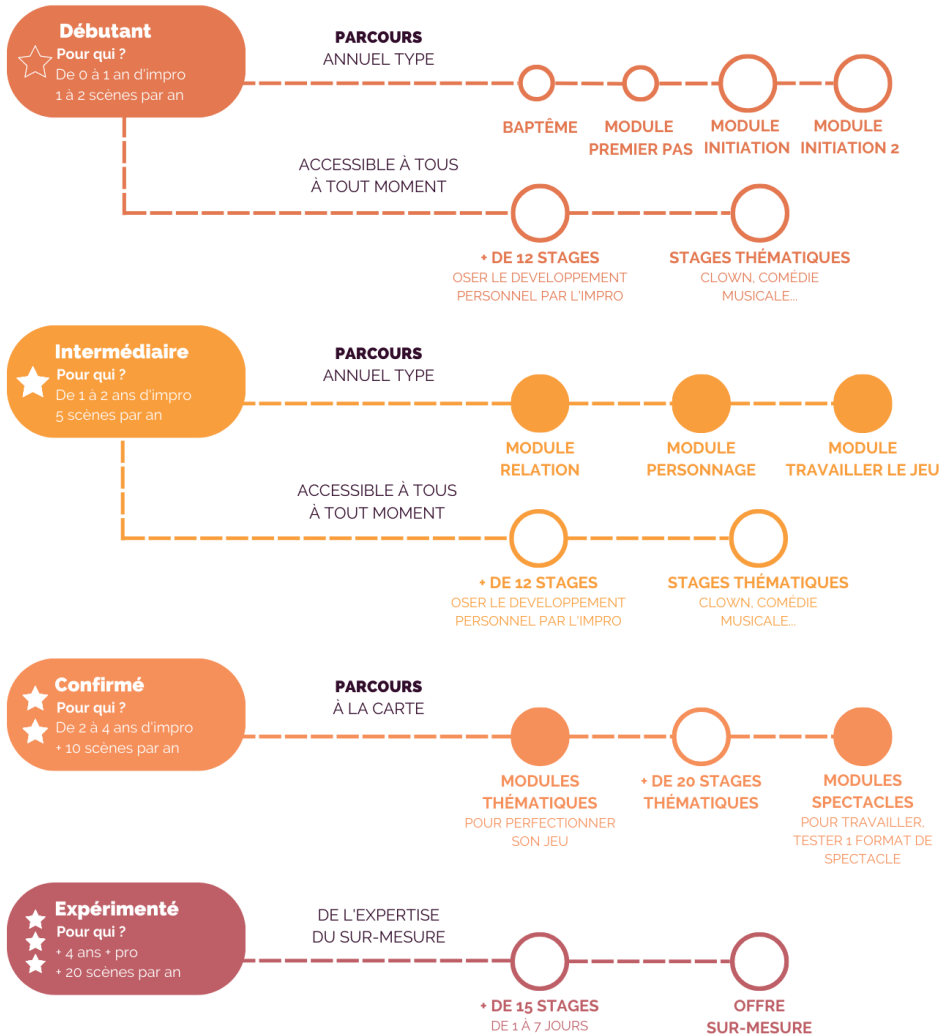 Débutant
Pour qui ?
De 0 à 1 an d'impro
1 à 2 scènes par an
PARCOURS
ANNUEL TYPE
BAPTÊME
MODULE
PREMIER PAS
MODULE
INITIATION
MODULE
INITIATION 2
ACCESSIBLE À TOUS
À TOUT MOMENT
+ DE 12 STAGES
OSER LE DEVELOPPEMENT
PERSONNEL PAR L'IMPRO
STAGES THÉMATIQUES
CLOWN, COMÉDIE
MUSICALE...
Intermédiaire
Pour qui ?
De 1 à 2 ans d'impro
5 scènes par an
PARCOURS
ANNUEL TYPE
MODULE
RELATION
MODULE
PERSONNAGE
MODULE
TRAVAILLER LE JEU
ACCESSIBLE À TOUS
À TOUT MOMENT
+ DE 12 STAGES
OSER LE DEVELOPPEMENT
PERSONNEL PAR L'IMPRO
STAGES THÉMATIQUES
CLOWN, COMÉDIE
MUSICALE...
Confirmé
Pour qui ?
De 2 à 4 ans d'impro
+ 10 scènes par an
PARCOURS
À LA CARTE
MODULES
THÉMATIQUES
POUR PERFECTIONNER
SON JEU
+ DE 20 STAGES
THÉMATIQUES
MODULES
SPECTACLES
POUR TRAVAILLER,
TESTER 1 FORMAT DE
SPECTACLE
Expérimenté
Pour qui ?
+ 4 ans + pro
+ 20 scènes par an
DE L'EXPERTISE
DU SUR-MESURE
+ DE 15 STAGES
DE 1 À 7 JOURS
OFFRE
SUR-MESURE